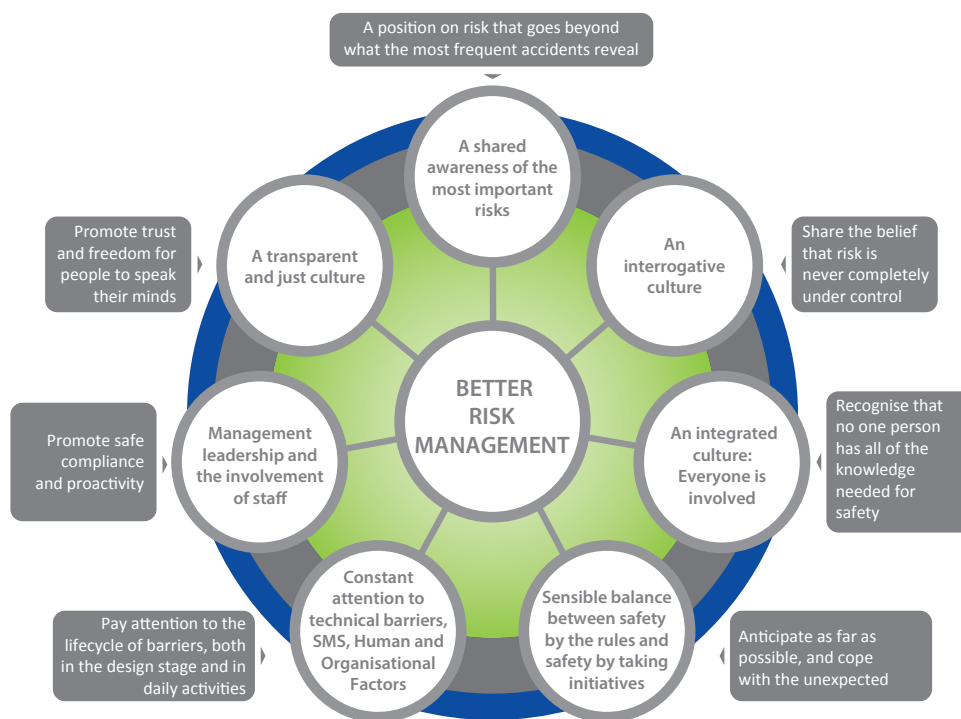 A position on risk that goes beyond
what the most frequent accidents reveal
A shared
awareness of the
most important
risks
Promote trust
and freedom for
people to speak
their minds
A transparent
and just culture
An
interrogative
culture
Share the belief
that risk is
never completely
under control
BETTER
RISK
MANAGEMENT
Promote safe
compliance
and proactivity
Management
leadership and
the involvement
of staff
An integrated
culture:
Everyone is
involved
Recognise that
no one person
has all of the
knowledge
needed for
safety
Pay attention to
the lifecycle of barriers, both
in the design stage and in
daily activities
Constant
attention to
technical barriers,
SMS, Human and
Organisational
Factors
Sensible balance
between safety
by the rules and
safety by taking
initiatives
Anticipate as far as
possible, and cope
with the unexpected